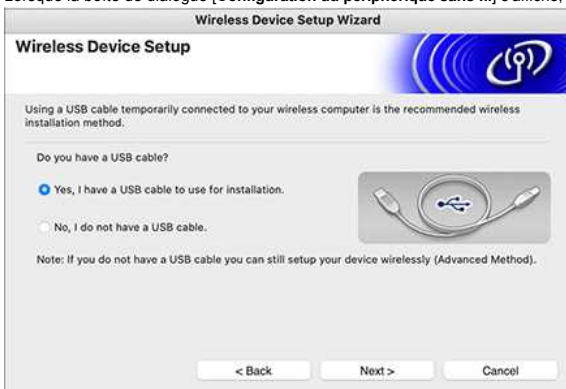 Wireless Device Setup Wizard
Wireless Device Setup
Using a USB cable temporarily connected to your wireless computer is the recommended wireless
installation method.
Do you have a USB cable?
Yes, I have a USB cable to use for installation.
No, I do not have a USB cable.
Note: If you do not have a USB cable you can still setup your device wirelessly (Advanced Method).
< Back
Next >
Cancel